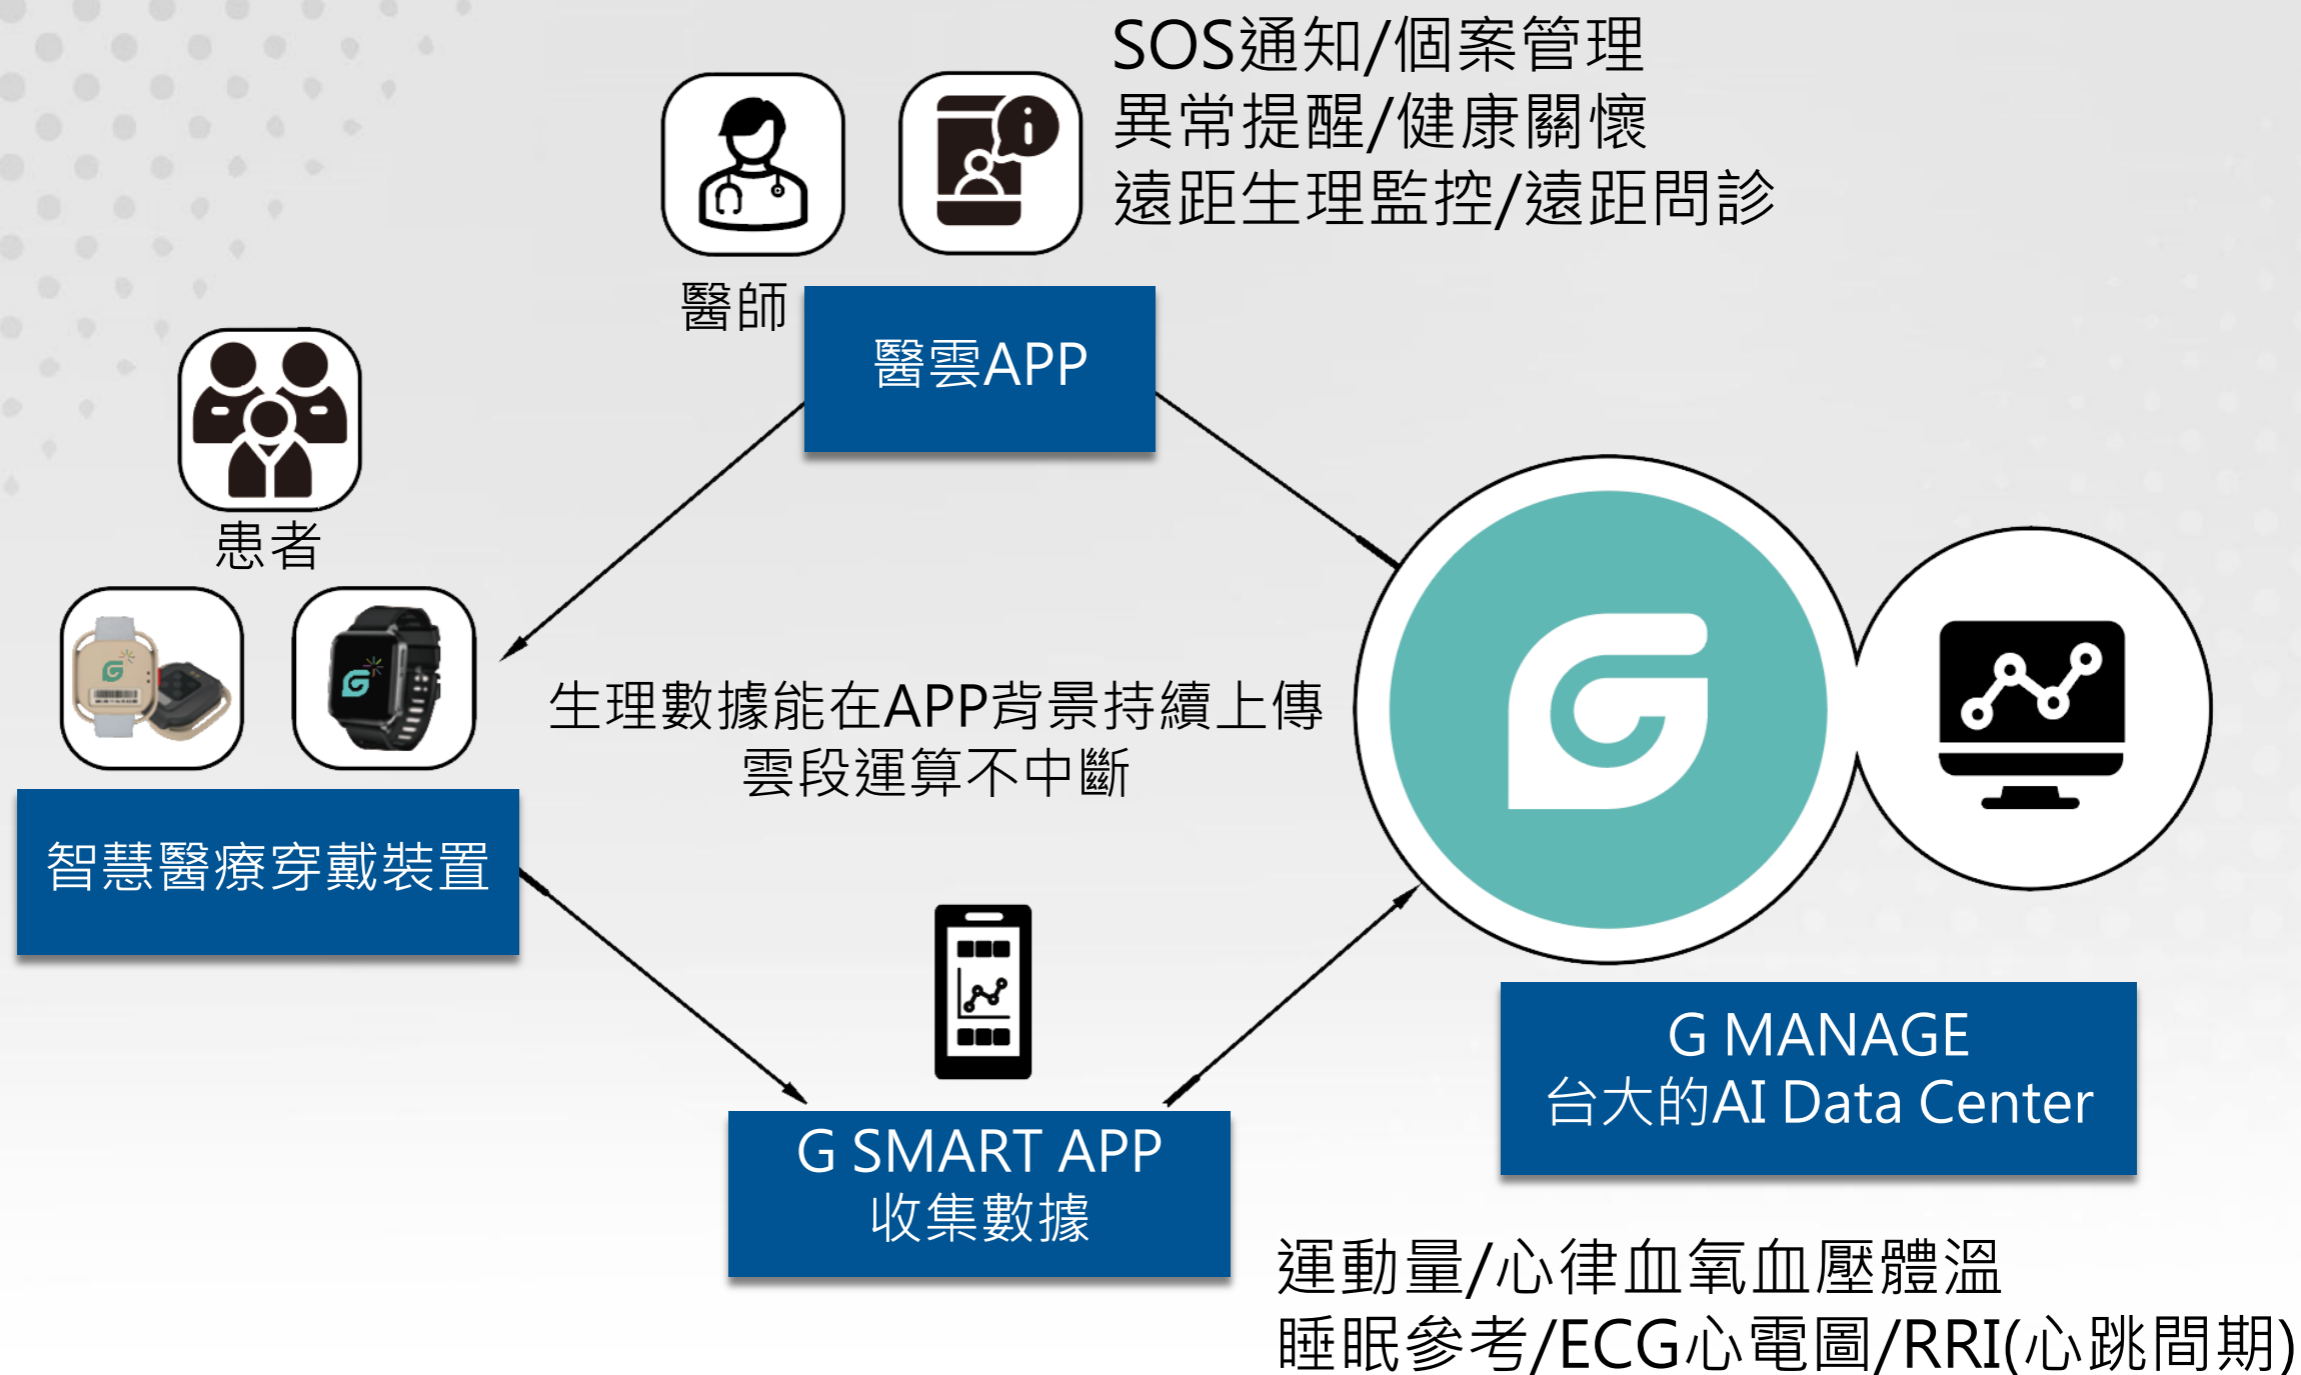 SOS通知/個案管理
異常提醒/健康關懷
遠距生理監控/遠距問診
醫師
醫雲APP
患者
生理數據能在APP背景持續上傳
雲段運算不中斷
智慧醫療穿戴裝置
G MANAGE
台大的AI Data Center
G SMART APP
收集數據
運動量/心律血氧血壓體溫
睡眠參考/ECG心電圖/RRI(心跳間期)